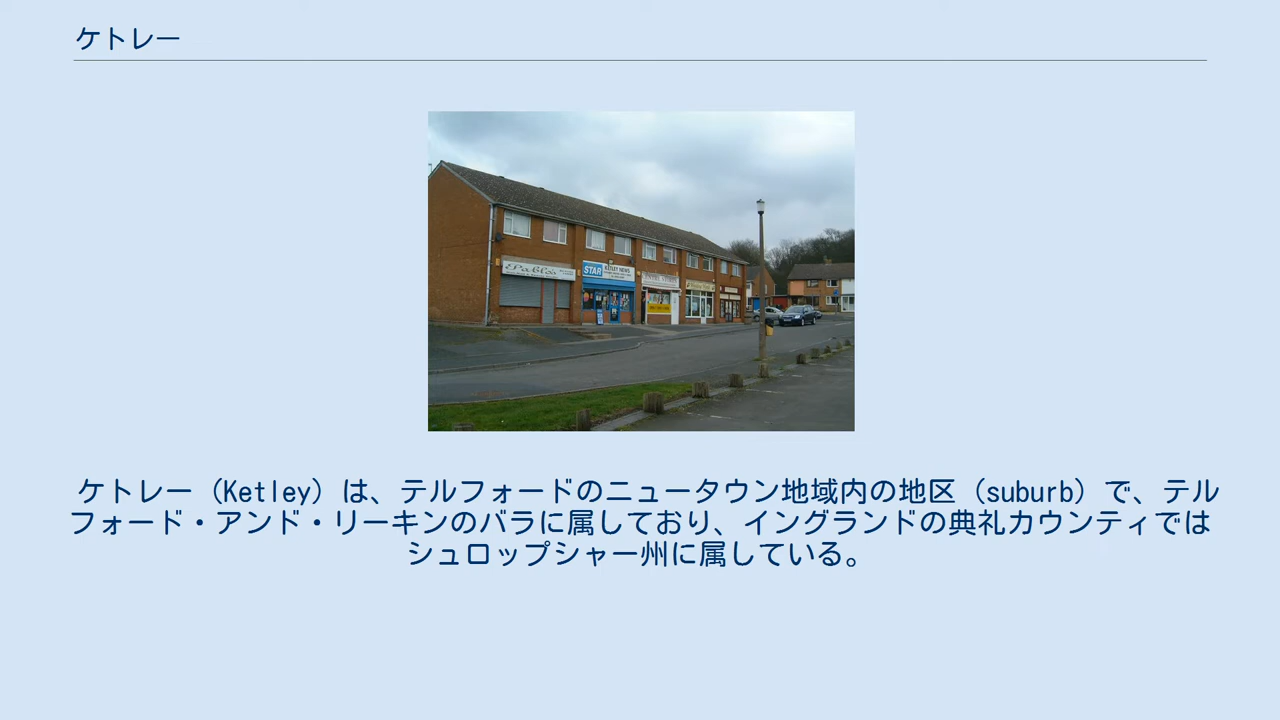 ケトレー
Pablo's
STAR
KETLEY NEWS
ケトレー（Ketley）は、テルフォードのニュータウン地域内の地区（suburb）で、テル
フォード・アンド・リーキンのバラに属しており、イングランドの典礼カウンティでは
シュロップシャー州に属している。